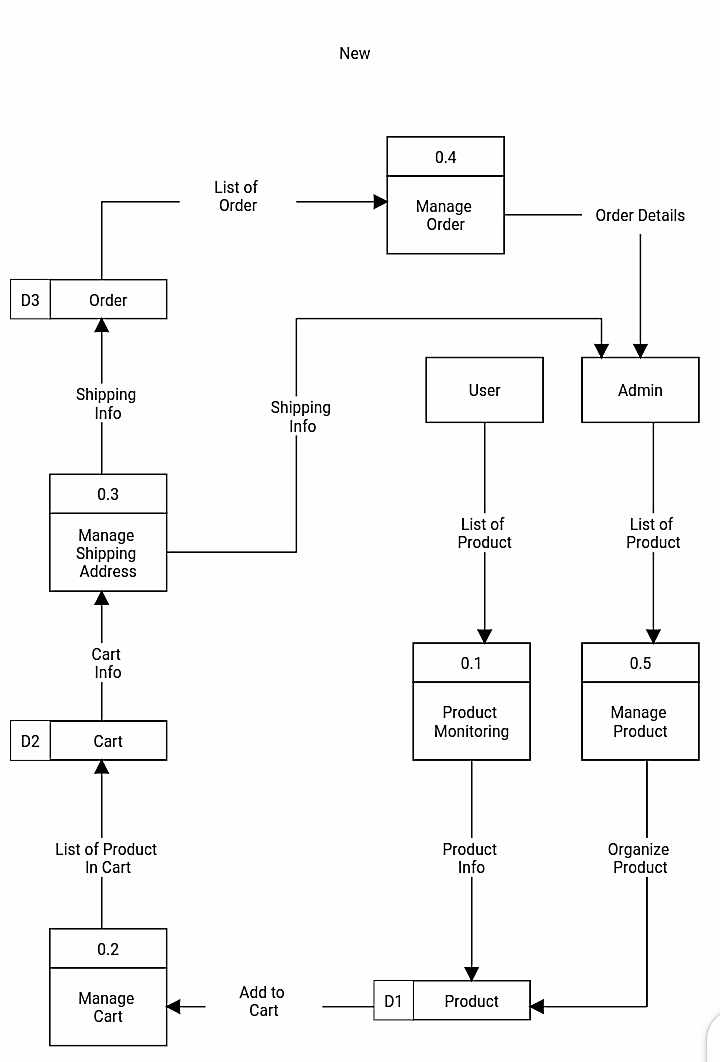 New
0.4
Manage
Order
List of
Order
Order Details
D3
Order
Shipping
Info
Shipping
Info
User
Admin
0.3
Manage
Shipping
Address
List of
Product
List of
Product
Cart
Info
0.1
Product
Monitoring
0.5
Manage
Product
D2
Cart
List of Product
In Cart
Product
Info
Organize
Product
0.2
Manage
Cart
Add to
Cart
D1
Product